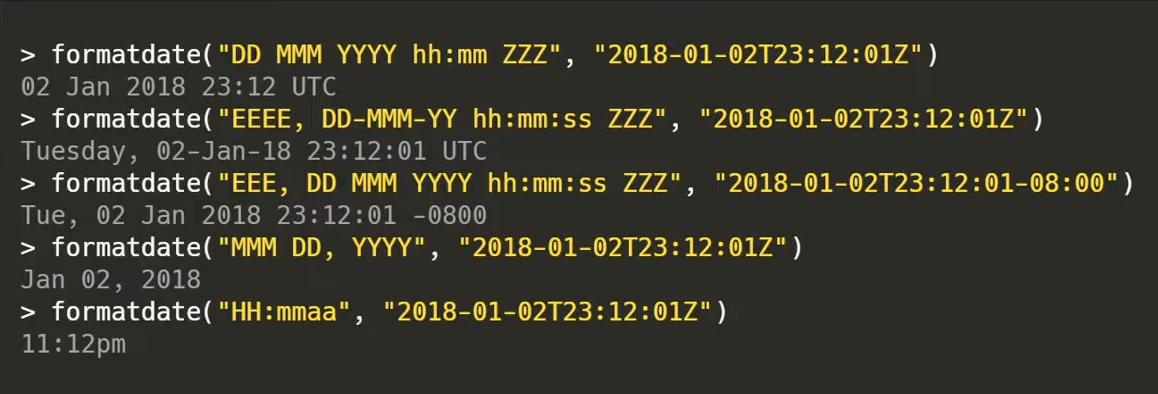 > formatdate("DD MMM YYYY hh:mm ZZZ", "2018-01-02T23:12:01Z")
02 Jan 2018 23:12 UTC
> formatdate("EEEE, DD-MMM-YY hh:mm:ss ZZZ", "2018-01-02T23:12:01Z")
Tuesday, 02-Jan-18 23:12:01 UTC
> formatdate("EEE, DD MMM YYYY hh:mm:ss ZZZ", "2018-01-02T23:12:01-08:00")
Tue, 02 Jan 2018 23:12:01 -0800
> formatdate("MMM DD, YYYY", "2018-01-02T23:12:01Z")
Jan 02, 2018
> formatdate("HH:mmaa", "2018-01-02T23:12:01Z")
11:12pm